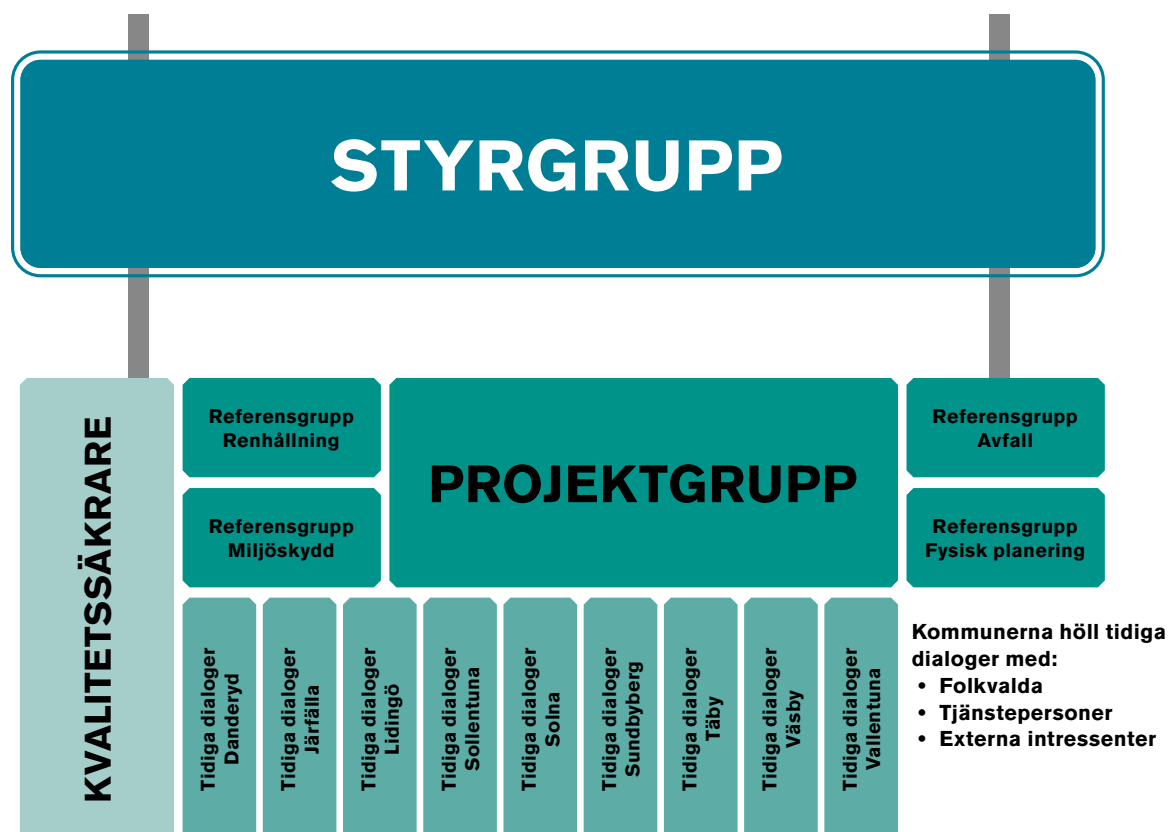 STYRGRUPP
KVALITETSSÄKRARE
Referensgrupp
Renhållning
Referensgrupp
Miljöskydd
PROJEKTGRUPP
Referensgrupp
Avfall
Referensgrupp
Fysisk planering
Tidiga dialoger
Danderyd
Tidiga dialoger
Järfälla
Tidiga dialoger
Lidingö
Tidiga dialoger
Sollentuna
Tidiga dialoger
Solna
Tidiga dialoger
Sundbyberg
Tidiga dialoger
Täby
Tidiga dialoger
Väsby
Tidiga dialoger
Vallentuna
Kommunerna höll tidiga
dialoger med:
• Folkvalda
• Tjänstepersoner
• Externa intressenter